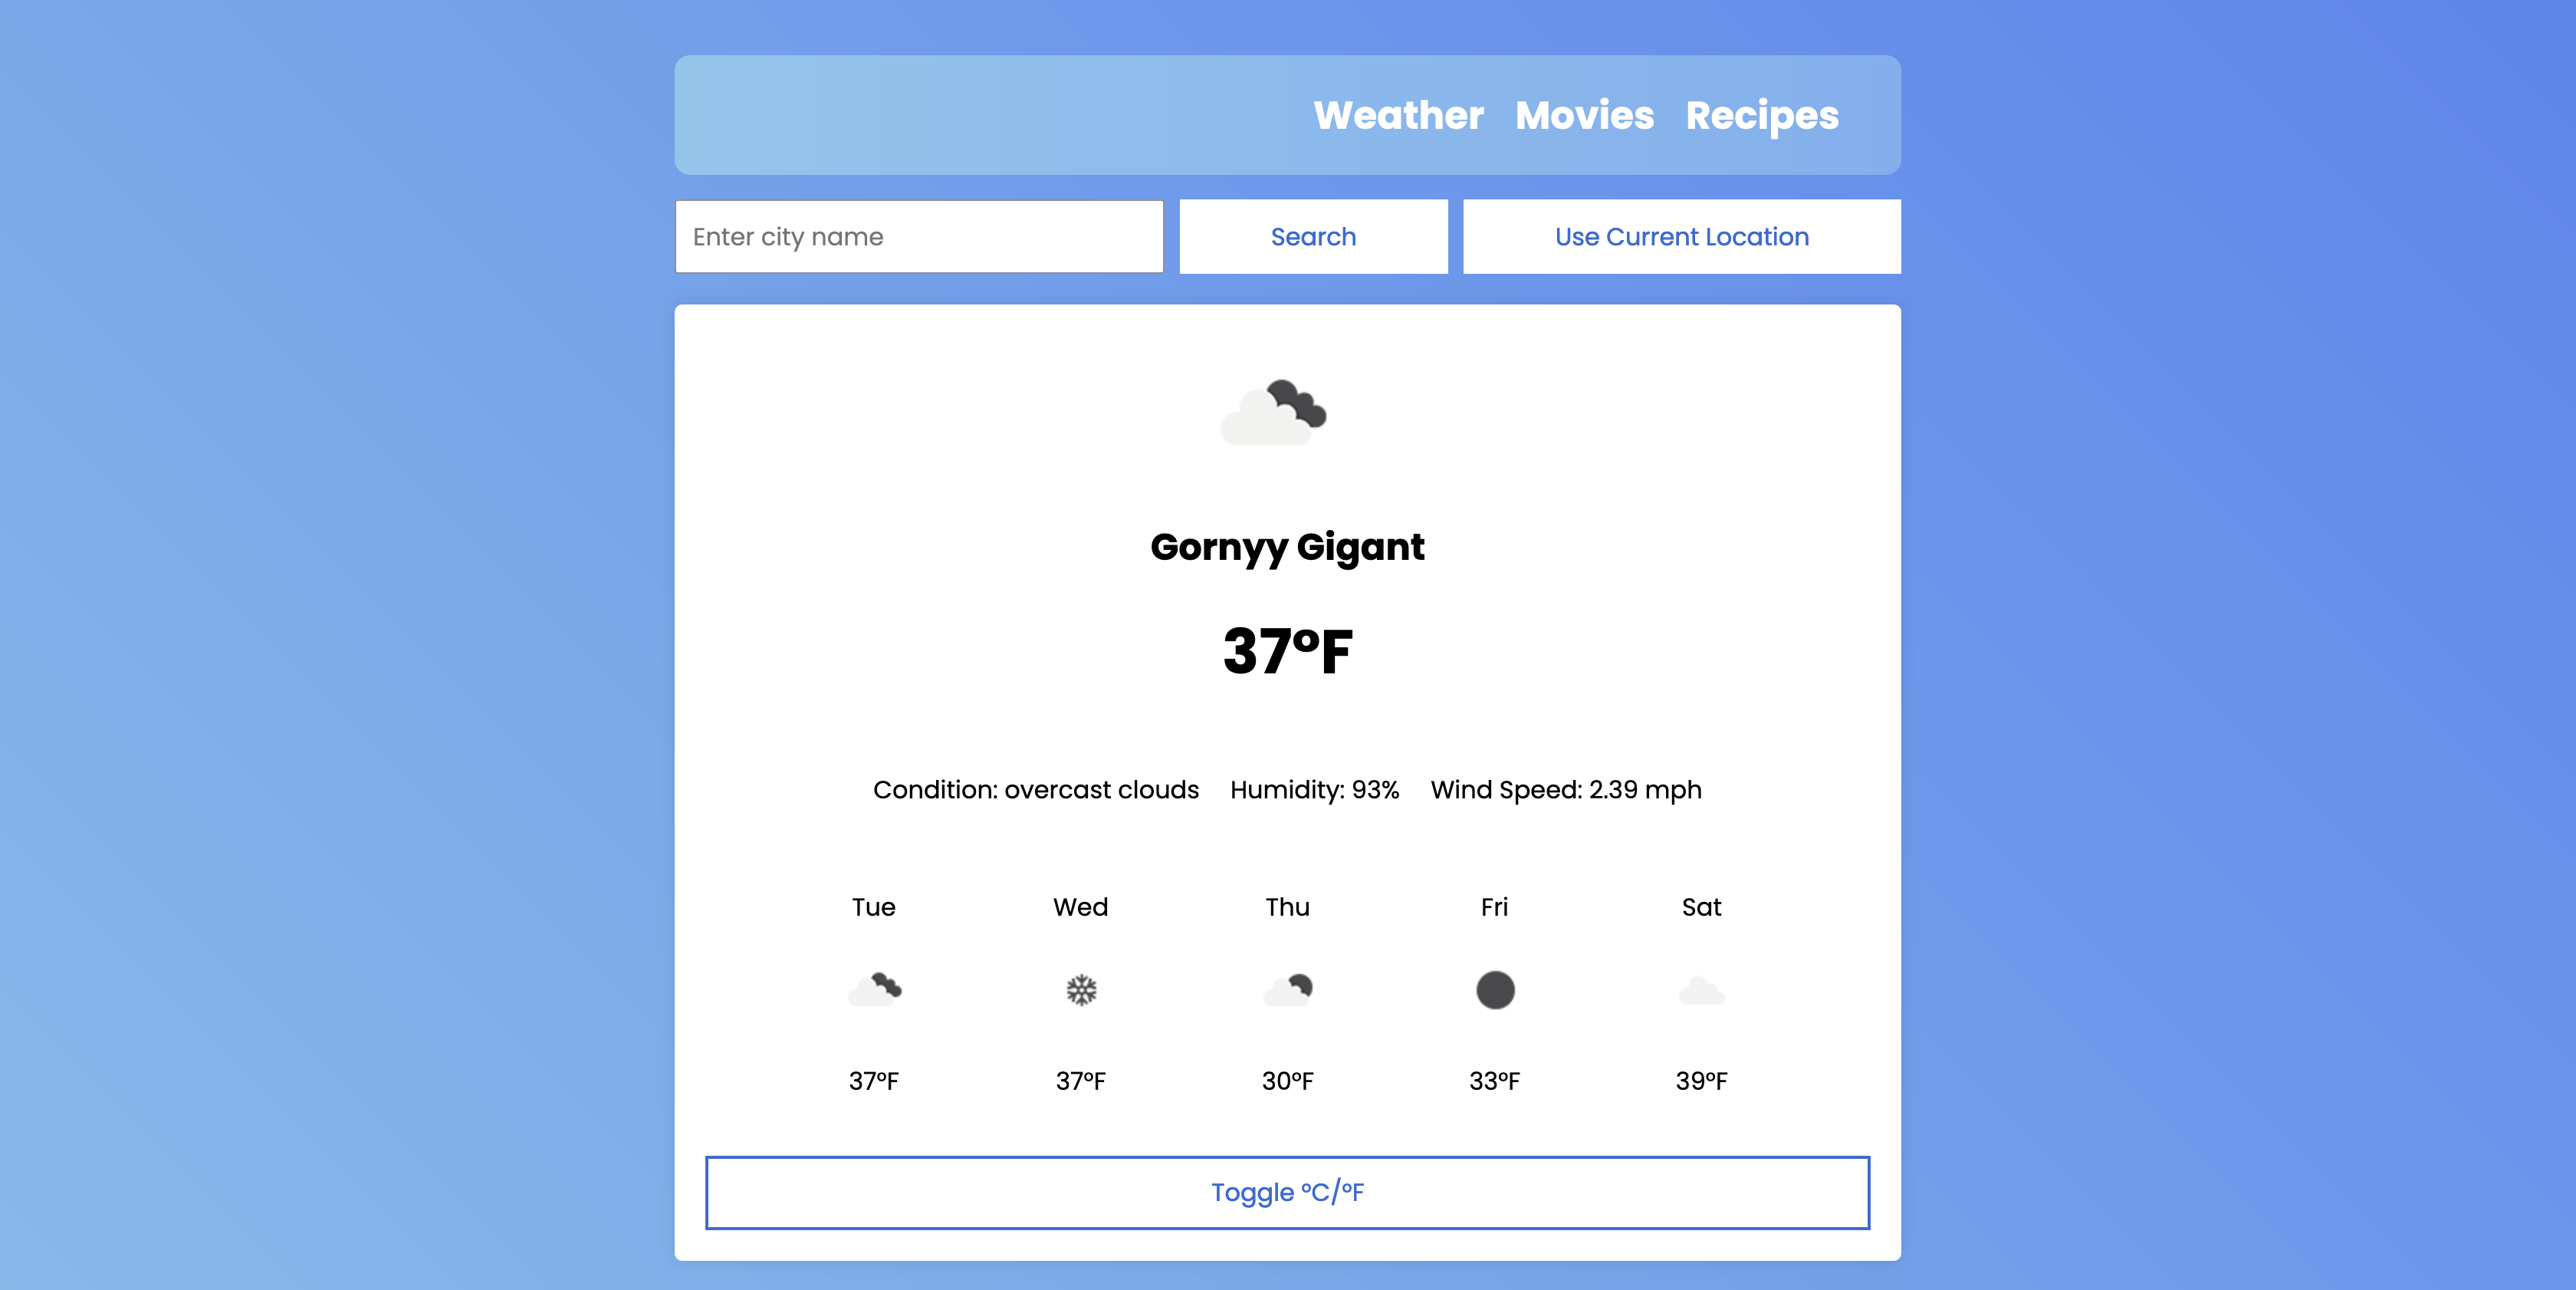 Weather Movies Recipes
Enter city name Search Use Current Location
Gornyy Gigant
37°F
Condition: overcast clouds Humidity: 93% Wind Speed: 2.39 mph
Tue Wed Thu Fri Sat
37°F 37°F 30°F 33°F 39°F
Toggle °C/°F